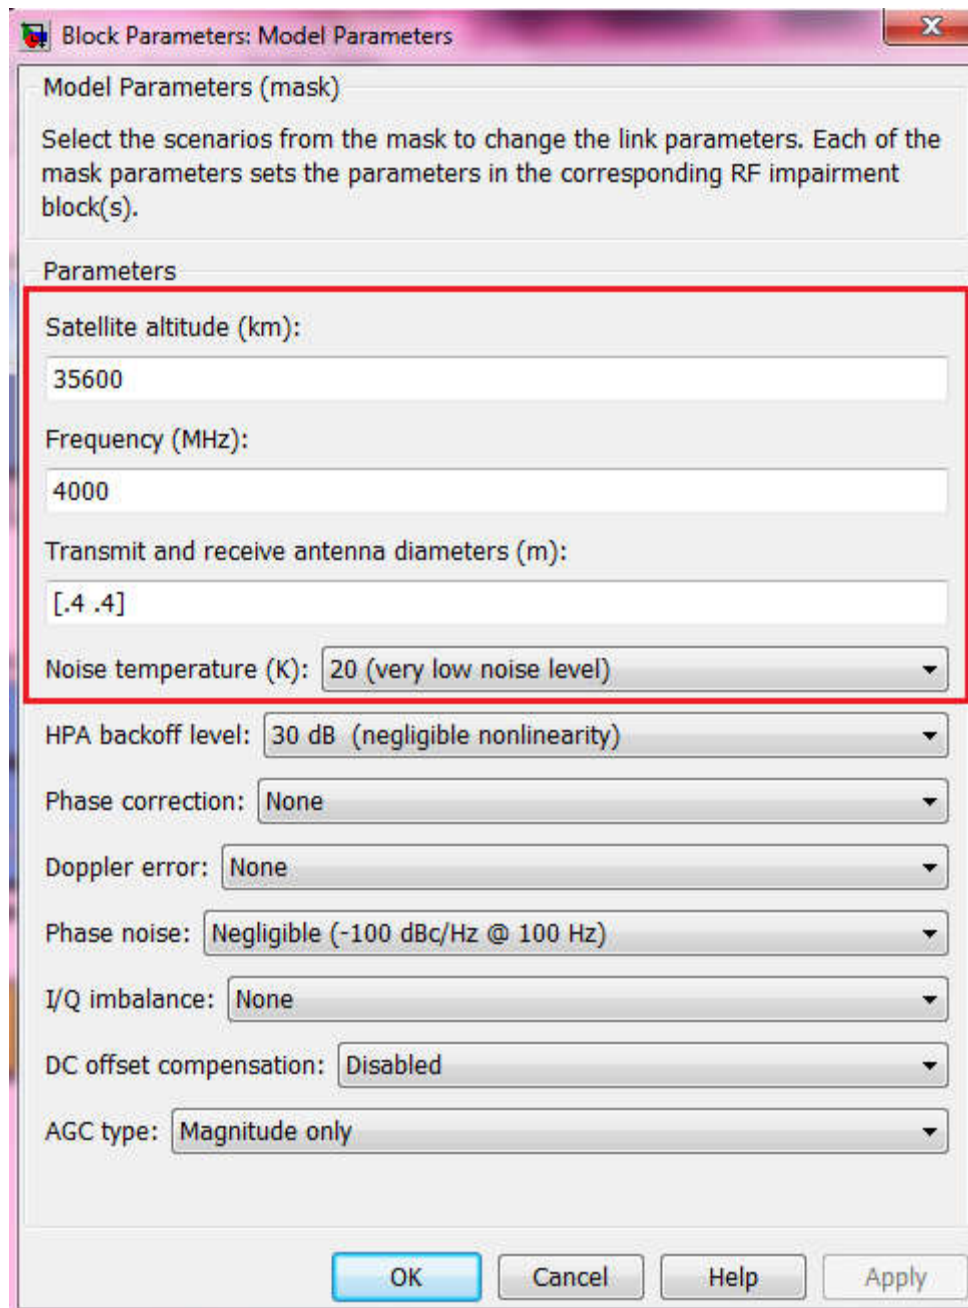 Block Parameters: Model Parameters
Model Parameters (mask)
Select the scenarios from the mask to change the link parameters. Each of the
mask parameters sets the parameters in the corresponding RF impairment
block(s).
Parameters
Satellite altitude (km):
35600
Frequency (MHz):
4000
Transmit and receive antenna diameters (m):
[.4 .4]
Noise temperature (K): 20 (very low noise level)
HPA backoff level: 30 dB  (negligible nonlinearity)
Phase correction: None
Doppler error: None
Phase noise: Negligible (-100 dBc/Hz @ 100 Hz)
I/Q imbalance: None
DC offset compensation: Disabled
AGC type: Magnitude only
OK Cancel Help Apply